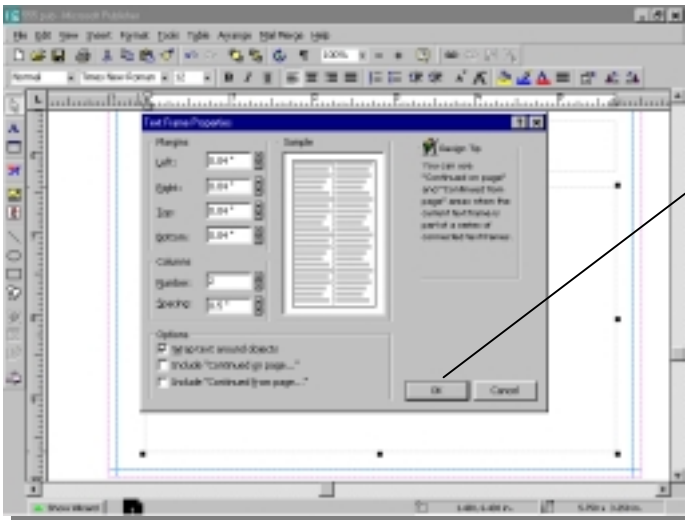 Microsoft Publisher
File Edit View Insert Format Tools Table Arrange Mail Merge Help
100%
Normal Times New Roman 12 B I U
Text Frame Properties
Margins
Left: 0.04"
Right: 0.04"
Top: 0.04"
Bottom: 0.04"
Columns
Number: 2
Spacing:
Sample
Design Tip
You can use
"Continued on page"
and "Continued from
page" areas when the
current text frame is
part of a series of
connected text frames.
Options
Wrap text around objects
Include "Continued on page..."
Include "Continued from page..."
OK Cancel
Show Wizard